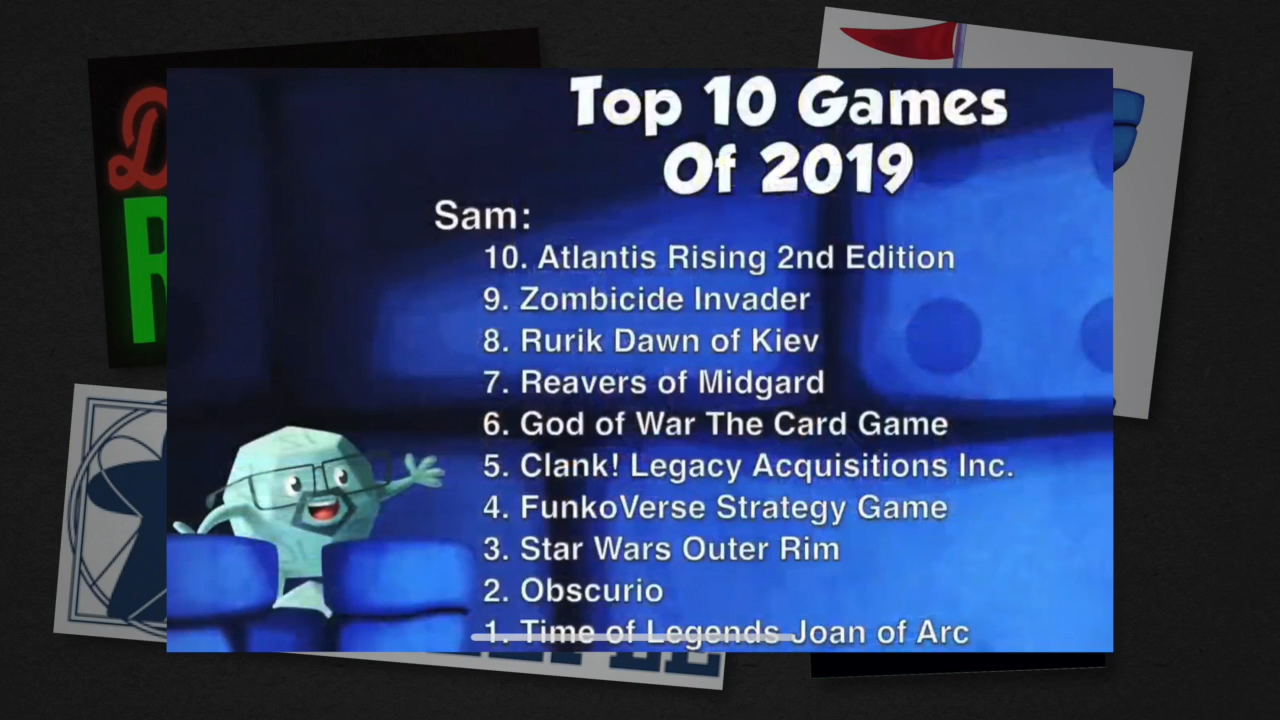 Top 10 Games
Of 2019
Sam:
10. Atlantis Rising 2nd Edition
9. Zombicide Invader
8. Rurik Dawn of Kiev
7. Reavers of Midgard
6. God of War The Card Game
5. Clank! Legacy Acquisitions Inc.
4. FunkoVerse Strategy Game
3. Star Wars Outer Rim
2. Obscurio
1. Time of Legends Joan of Arc